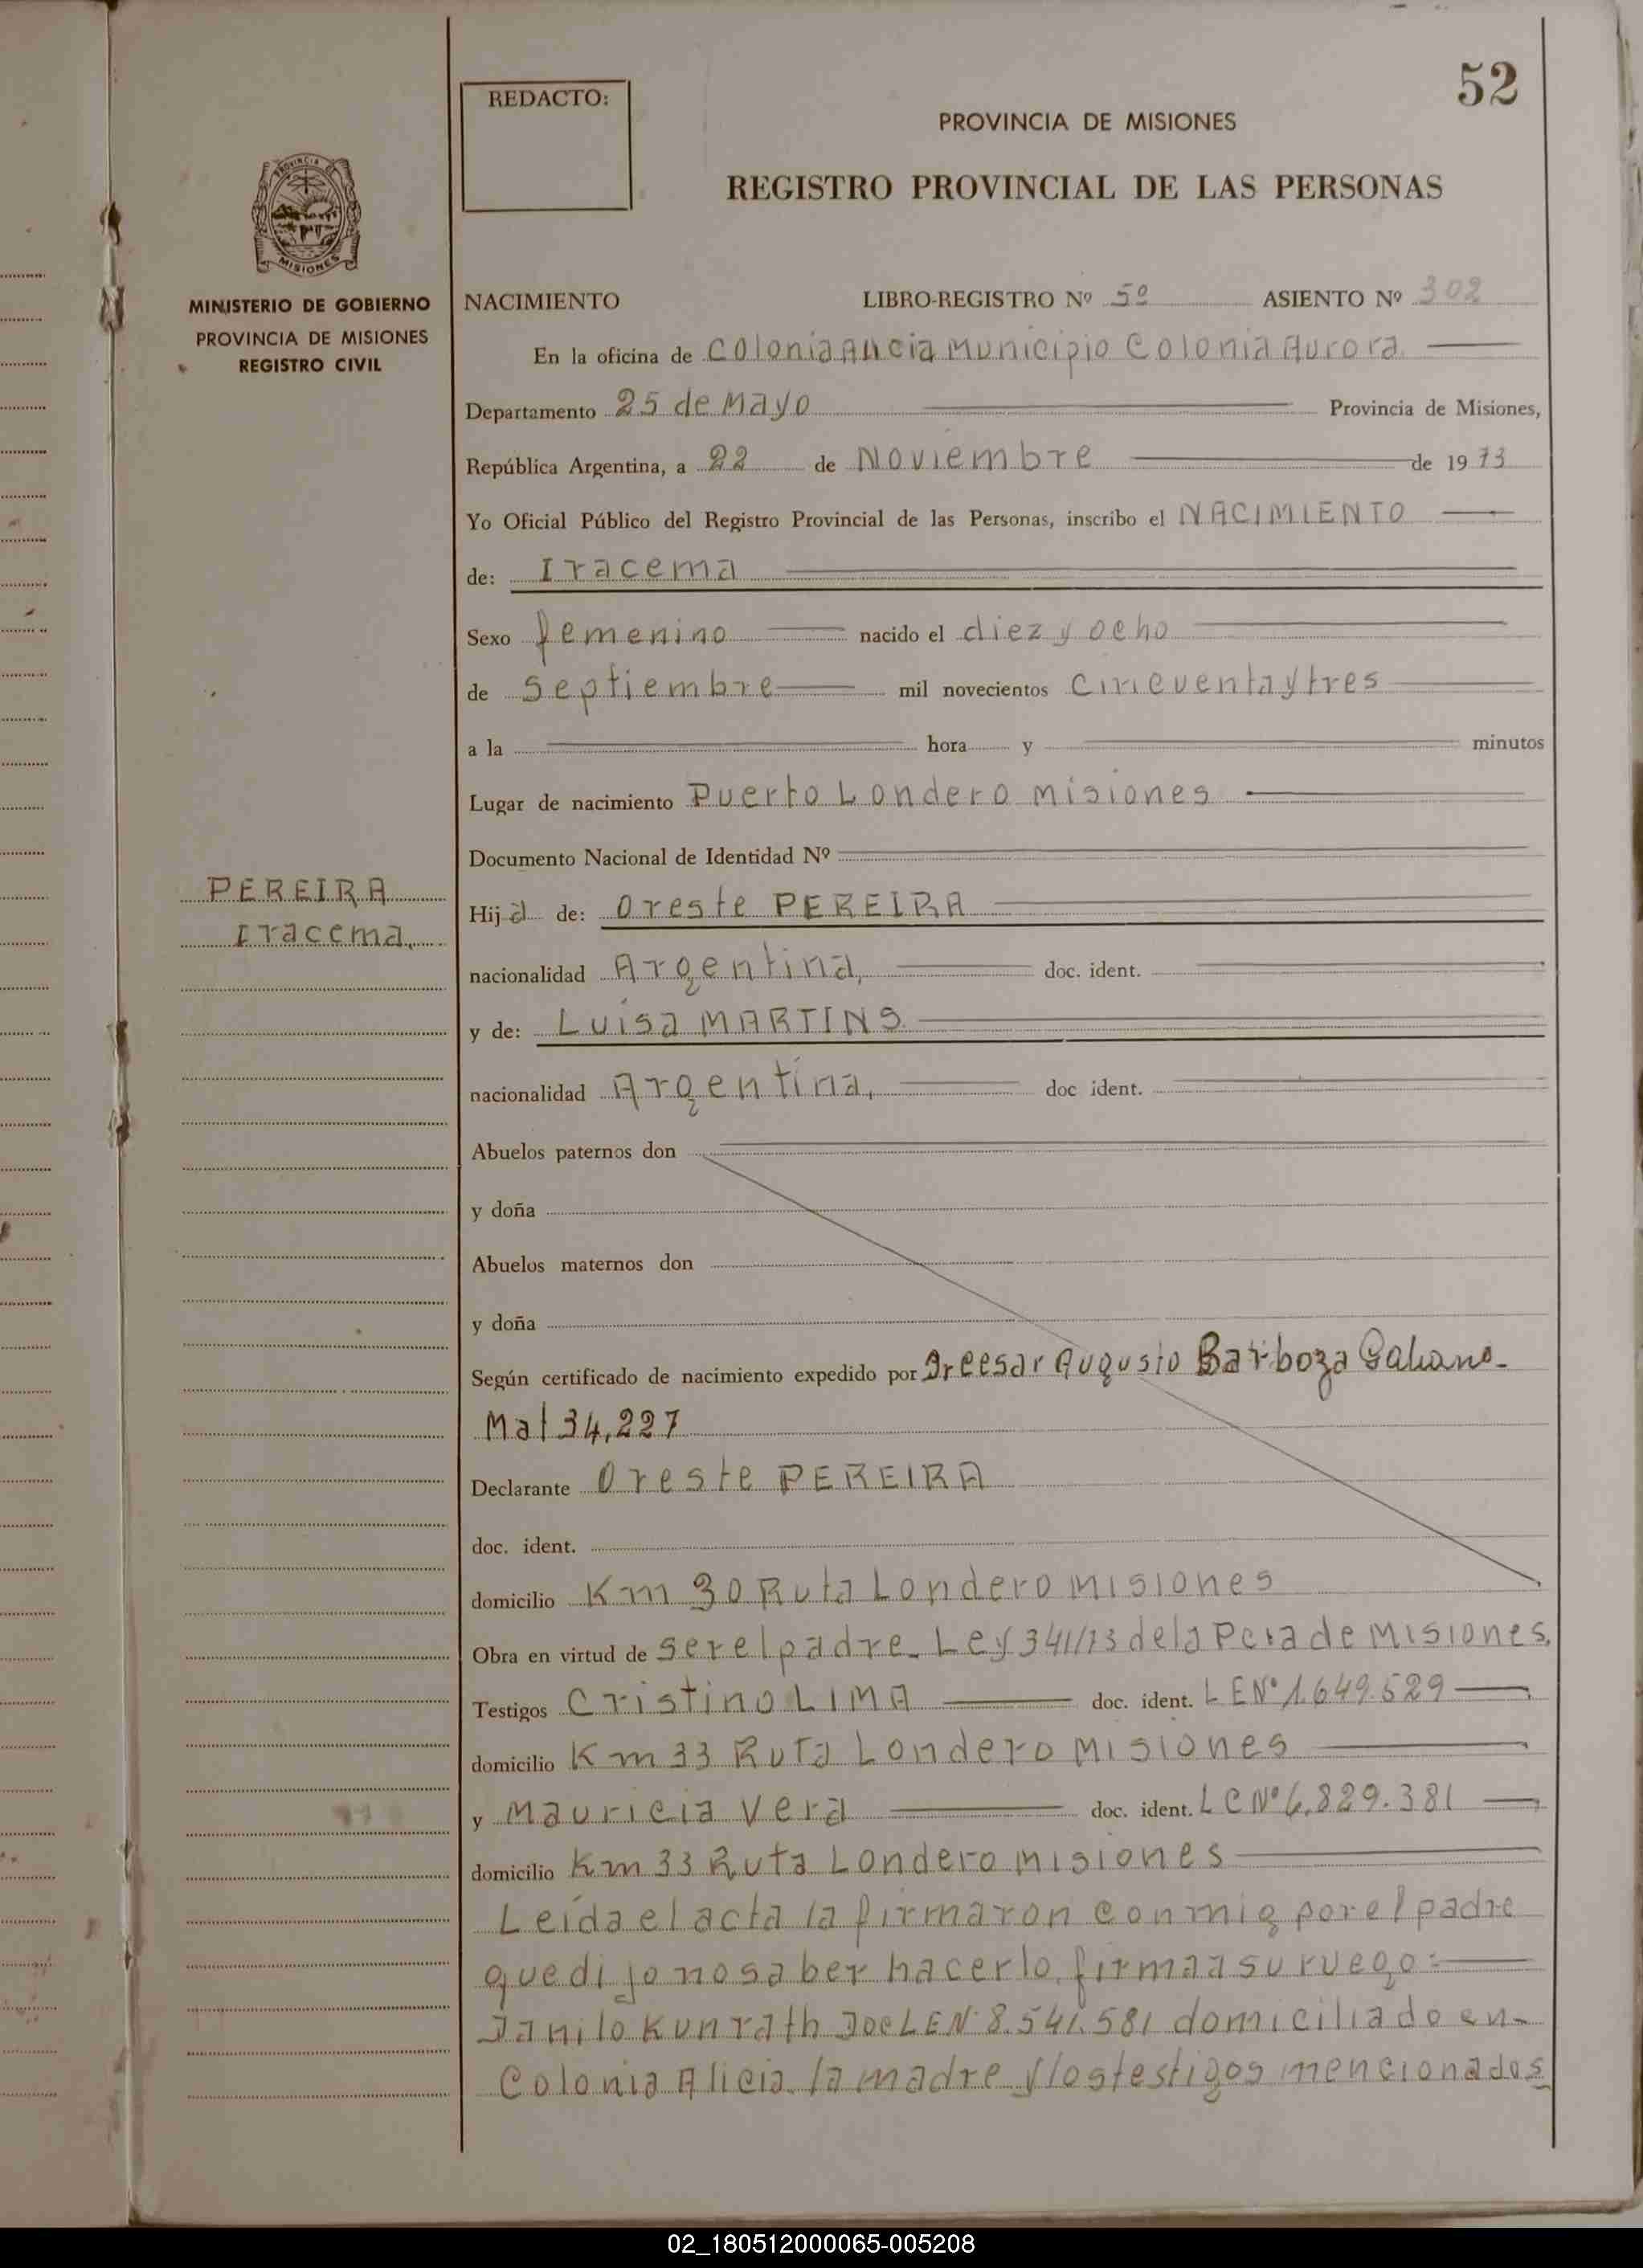 52
REDACTO:
PROVINCIA DE MISIONES
REGISTRO PROVINCIAL DE LAS PERSONAS
PROVINCIA
MISIONES
MINISTERIO DE GOBIERNO
PROVINCIA DE MISIONES
REGISTRO CIVIL
NACIMIENTO LIBRO-REGISTRO Nº 5º ASIENTO Nº 302
En la oficina de Colonia Alicia Municipio Colonia Aurora
Departamento 25 de Mayo Provincia de Misiones,
República Argentina, a 22 de Noviembre de 1973
Yo Oficial Público del Registro Provincial de las Personas, inscribo el NACIMIENTO
de: Iracema
Sexo femenino nacido el diez y ocho
de septiembre mil novecientos cincuenta y tres
a la hora y minutos
Lugar de nacimiento Puerto Londero Misiones
Documento Nacional de Identidad Nº
PEREIRA
Iracema,
Hija de: Oreste PEREIRA
nacionalidad Argentina, doc. ident.
y de: Luisa MARTINS
nacionalidad Argentina, doc ident.
Abuelos paternos don
y doña
Abuelos maternos don
y doña
Según certificado de nacimiento expedido por Dr Cesar Augusto Barboza Galiano-
Mat 34,227
Declarante Oreste PEREIRA
doc. ident.
domicilio Km 30 Ruta Londero Misiones
Obra en virtud de ser el padre. Ley 341/73 de la Pcia de Misiones.
Testigos Cristino LIMA doc. ident. LE Nº 1.649.529
domicilio Km 33 Ruta Londero Misiones
y Mauricia Vera doc. ident. LC Nº 6.829.381
domicilio Km 33 Ruta Londero Misiones
Leída el acta la firmaron conmigo por el padre
que dijo no saber hacerlo, firma a su ruego:
Danilo Kunrath Doc LE Nº 8.541.581 domiciliado en-
Colonia Alicia. la madre y los testigos mencionados
02_180512000065-005208